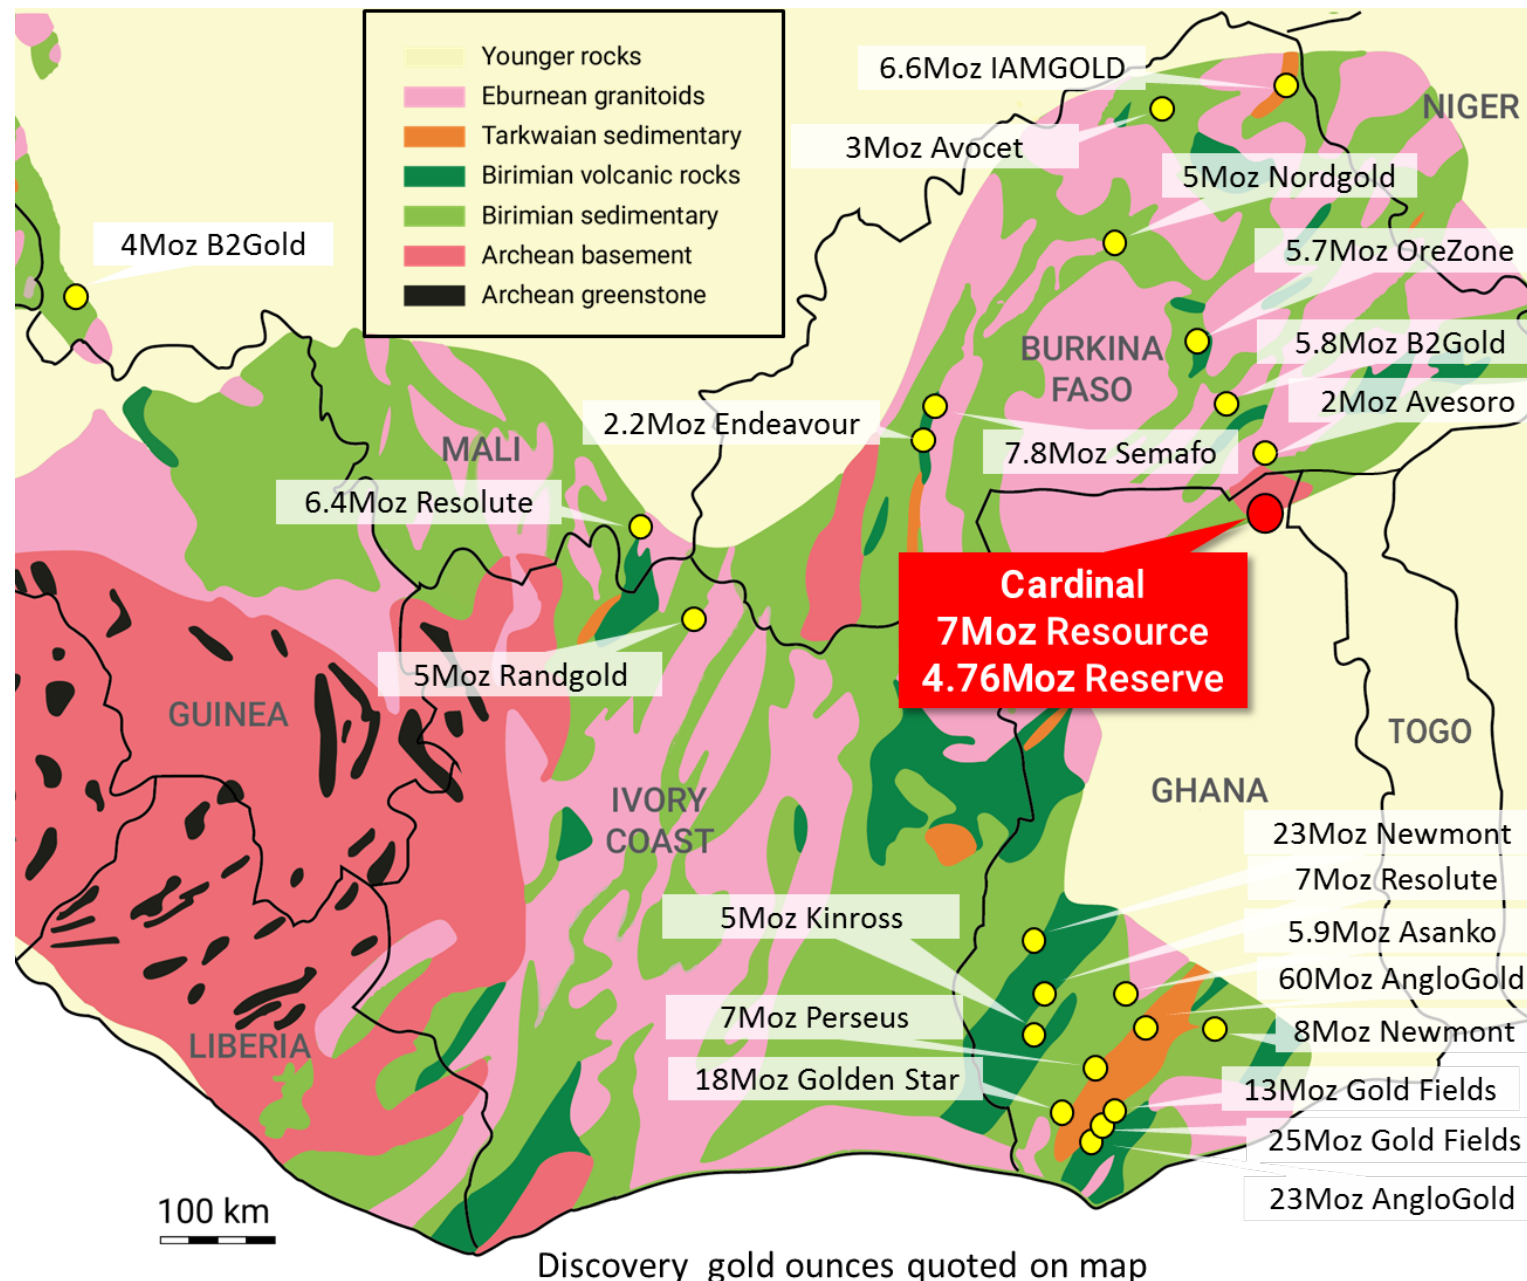 Younger rocks
Eburnean granitoids
Tarkwaian sedimentary
Birimian volcanic rocks
Birimian sedimentary
Archean basement
Archean greenstone
6.6Moz IAMGOLD
NIGER
3Moz Avocet
5Moz Nordgold
4Moz B2Gold
5.7Moz OreZone
BURKINA
FASO
5.8Moz B2Gold
2Moz Avesoro
2.2Moz Endeavour
7.8Moz Semafo
MALI
6.4Moz Resolute
Cardinal
7Moz Resource
4.76Moz Reserve
5Moz Randgold
GUINEA
TOGO
GHANA
IVORY
COAST
23Moz Newmont
7Moz Resolute
5Moz Kinross
5.9Moz Asanko
60Moz AngloGold
7Moz Perseus
8Moz Newmont
LIBERIA
18Moz Golden Star
13Moz Gold Fields
25Moz Gold Fields
23Moz AngloGold
100 km
Discovery gold ounces quoted on map